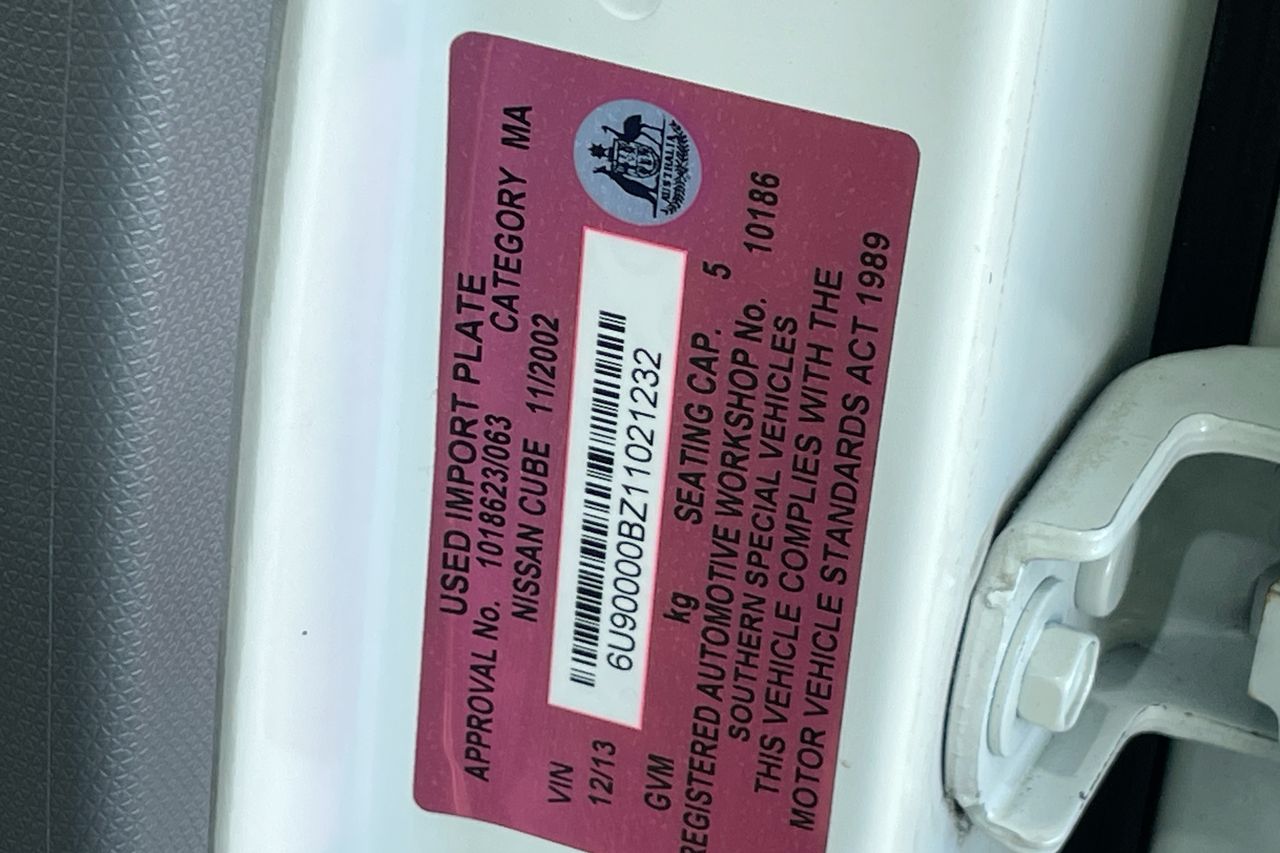 USED IMPORT PLATE
APPROVAL No. 1018623/063 CATEGORY MA
NISSAN CUBE 11/2002
AUSTRALIA
VIN
12/13
6U90000BZ11021232
GVM kg SEATING CAP. 5
REGISTERED AUTOMOTIVE WORKSHOP No. 10186
SOUTHERN SPECIAL VEHICLES
THIS VEHICLE COMPLIES WITH THE
MOTOR VEHICLE STANDARDS ACT 1989